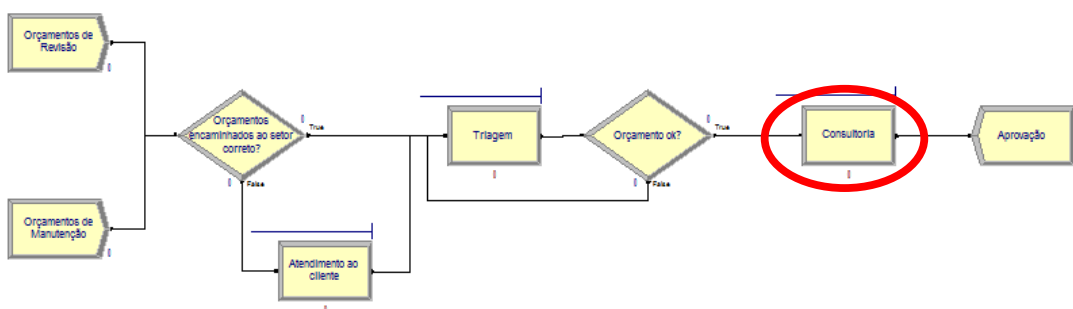 Orçamentos de
Revisão
Orçamentos
encaminhados ao setor
correto?
True
False
Orçamentos de
Manutenção
Atendimento ao
cliente
Triagem
Orçamento ok?
True
False
Consultoria
Aprovação